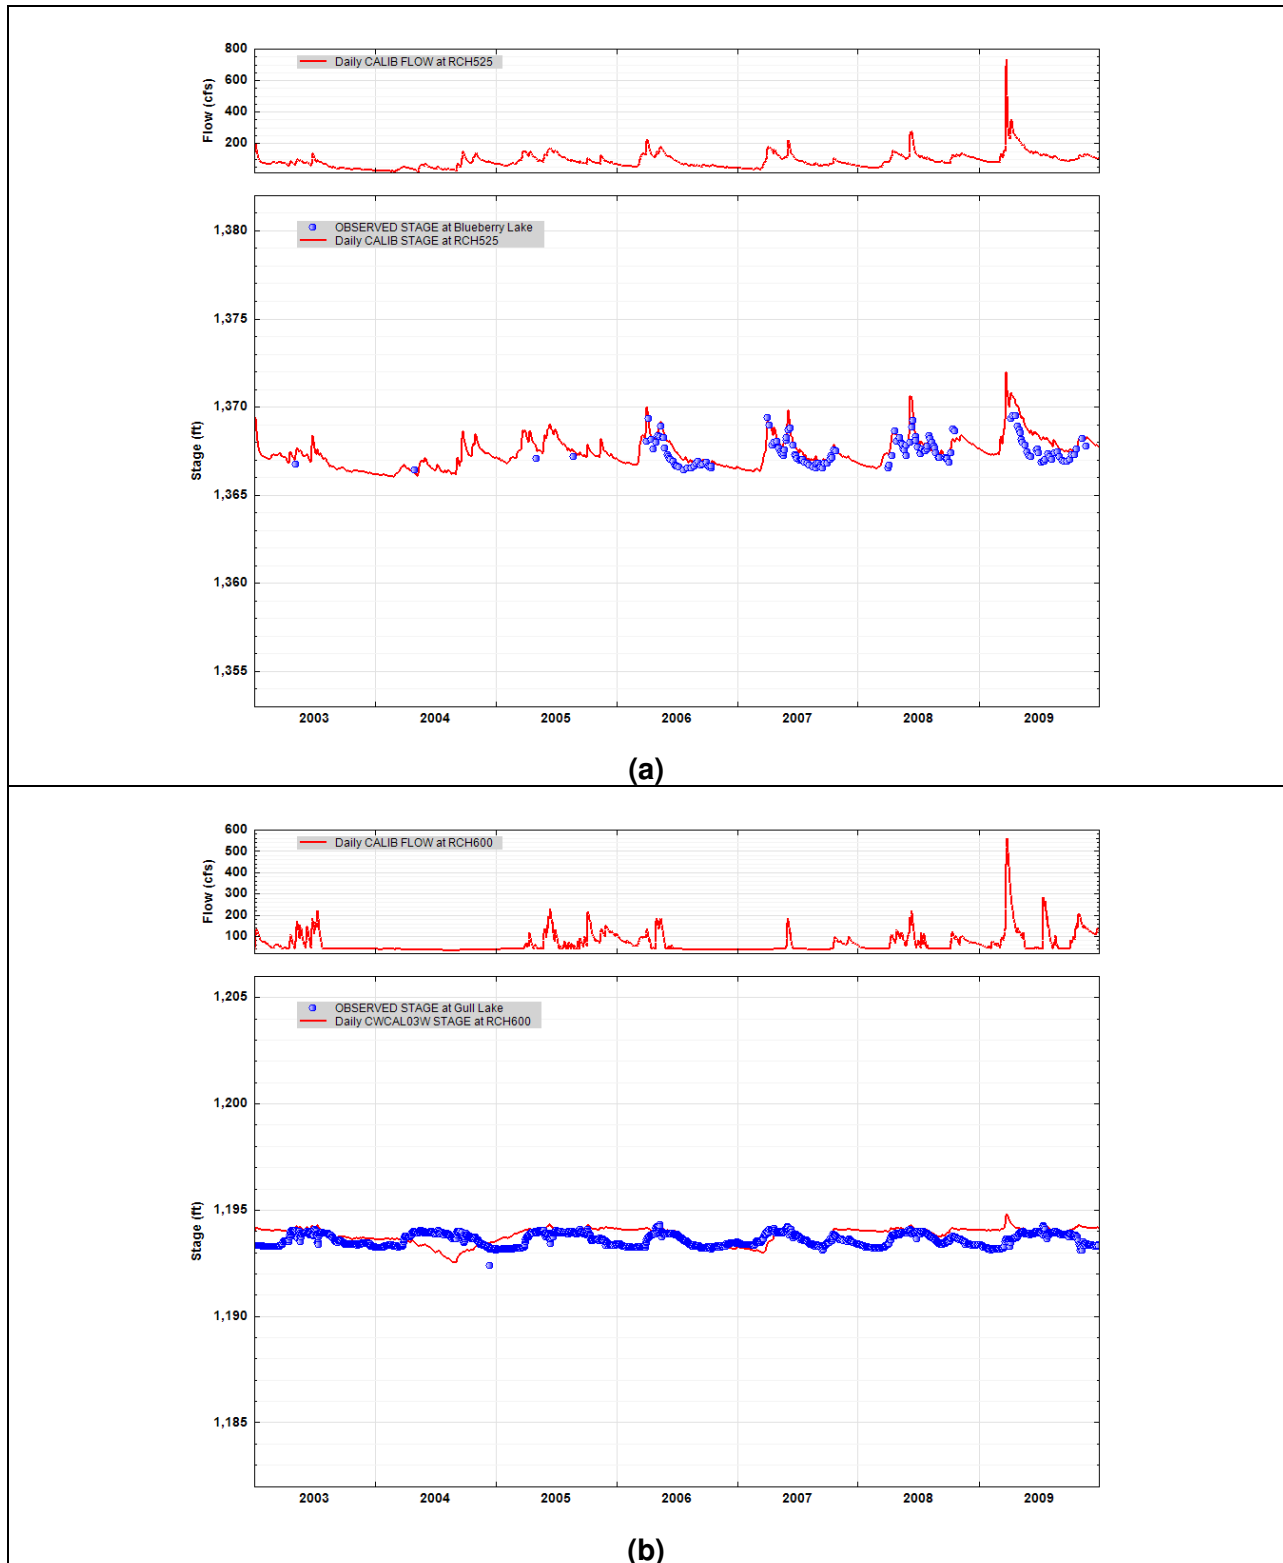 800
600
400
200
Flow (cfs)
Daily CALIB FLOW at RCH525
1,380
1,375
1,370
1,365
1,360
1,355
Stage (ft)
OBSERVED STAGE at Blueberry Lake
Daily CALIB STAGE at RCH525
2003 2004 2005 2006 2007 2008 2009
(a)
600
500
400
300
200
100
Flow (cfs)
Daily CALIB FLOW at RCH600
1,205
1,200
1,195
1,190
1,185
Stage (ft)
OBSERVED STAGE at Gull Lake
Daily CWCAL03W STAGE at RCH600
2003 2004 2005 2006 2007 2008 2009
(b)